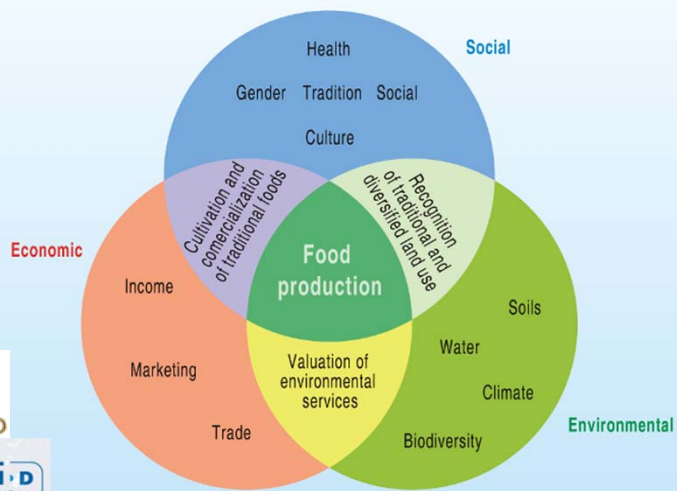 Social
Health
Gender Tradition Social
Culture
Cultivation and
comercialization
of traditional foods
Recognition
of traditional and
diversified land use
Economic
Food
production
Income
Marketing
Trade
Valuation of
environmental
services
Soils
Water
Climate
Biodiversity
Environmental